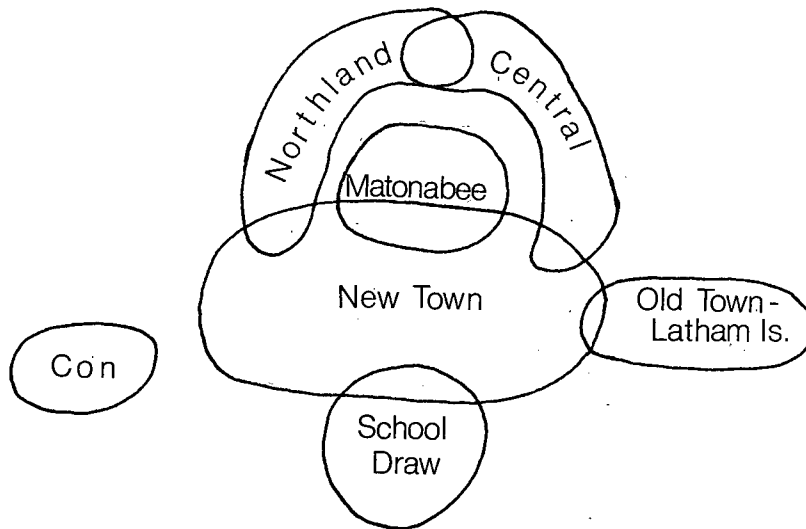 Northland
Central
Matonabee
New Town
Old Town-
Latham Is.
Con
School
Draw